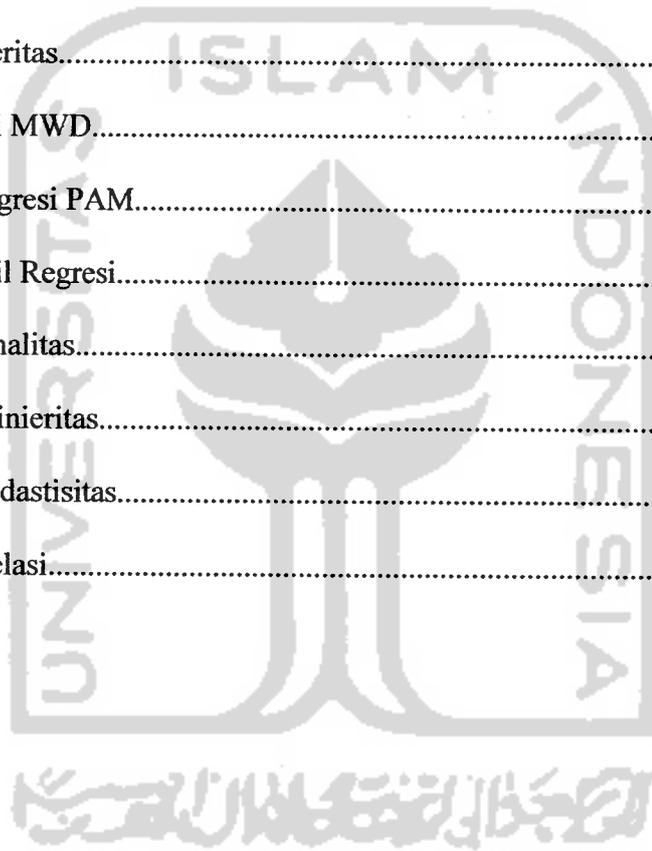 eritas
MWD
gresi PAM
il Regresi
nalitas
inieritas
dastisitas
elasi
ISLAM
UNIVERSITAS
INDONESIA